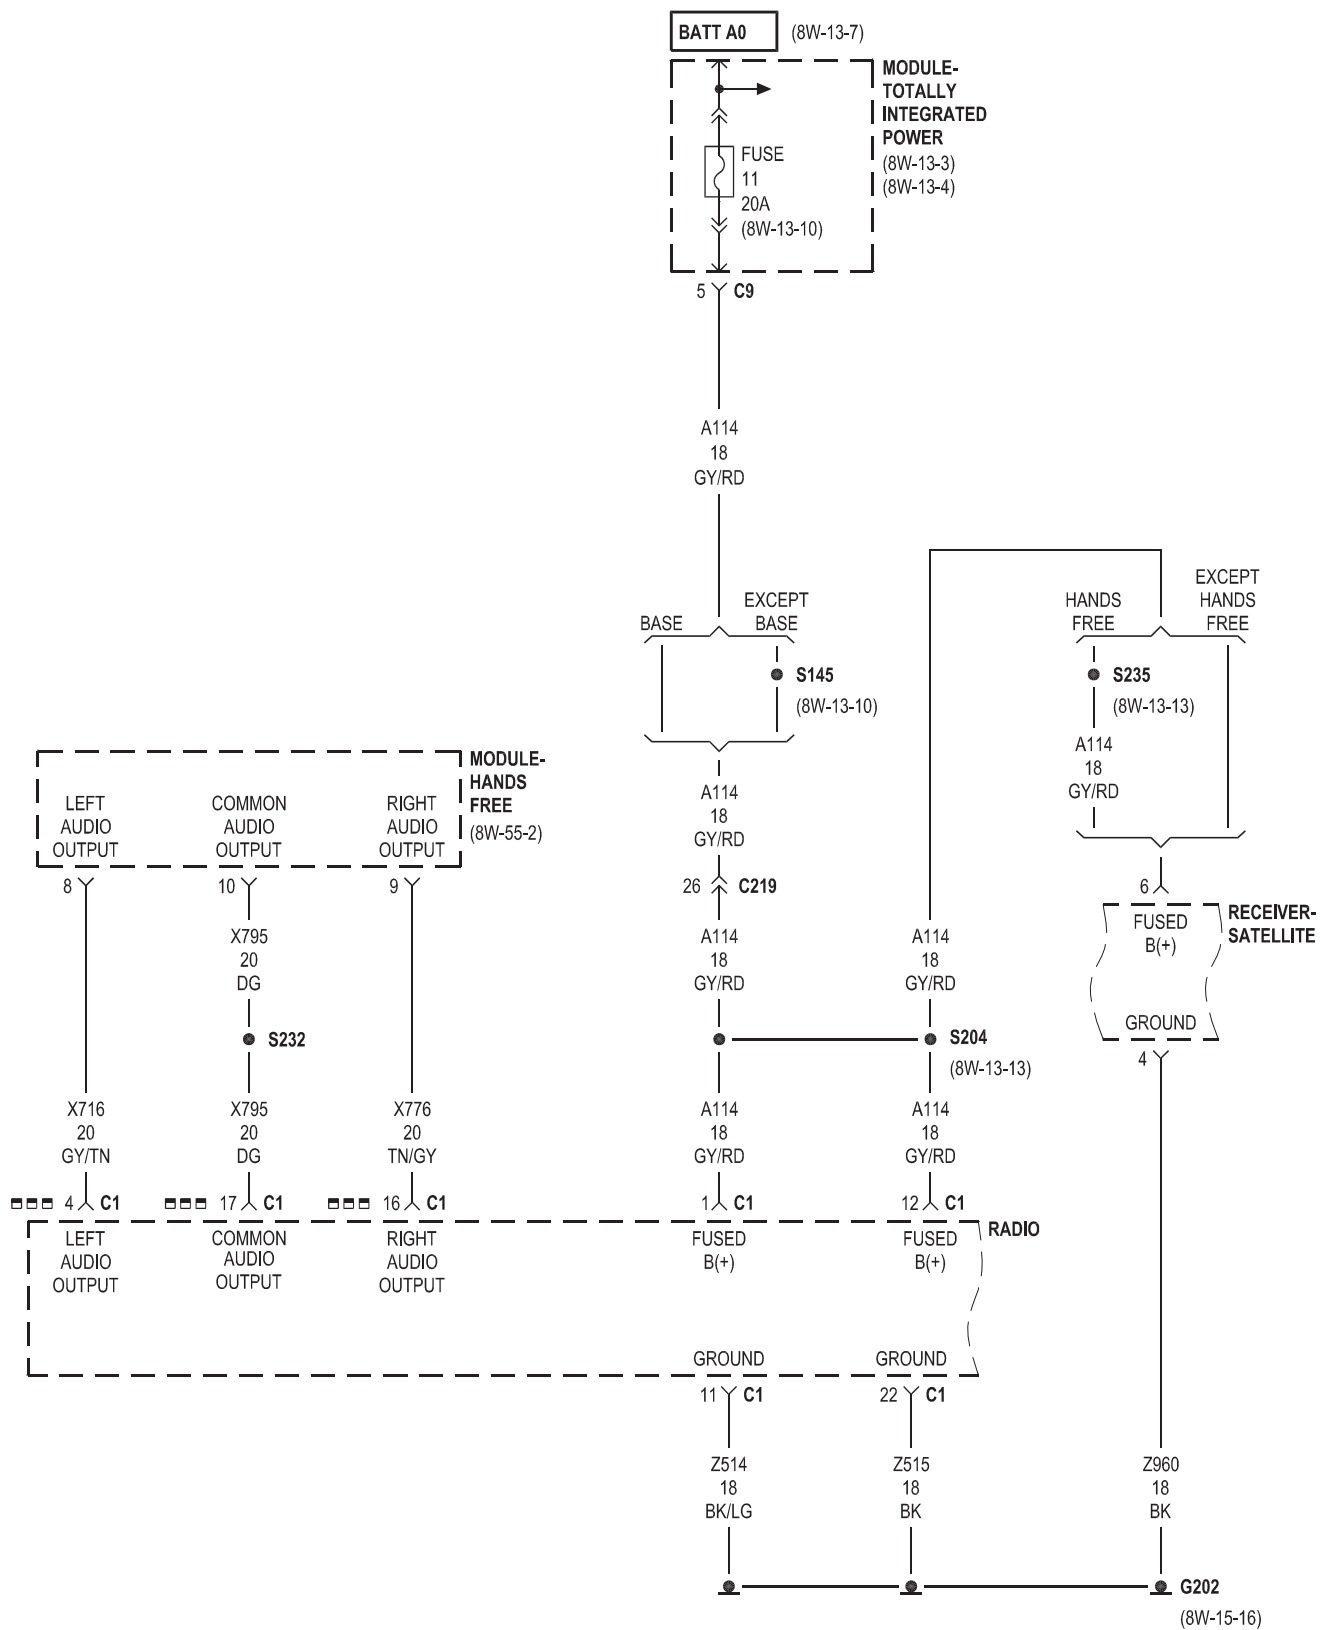 BATT A0 (8W-13-7)
MODULE-
TOTALLY
INTEGRATED
POWER
(8W-13-3)
(8W-13-4)
FUSE
11
20A
(8W-13-10)
5 C9
A114
18
GY/RD
BASE
EXCEPT
BASE
S145
(8W-13-10)
HANDS
FREE
EXCEPT
HANDS
FREE
S235
(8W-13-13)
A114
18
GY/RD
MODULE-
HANDS
FREE
(8W-55-2)
LEFT
AUDIO
OUTPUT
COMMON
AUDIO
OUTPUT
RIGHT
AUDIO
OUTPUT
8
10
9
A114
18
GY/RD
26 C219
6
FUSED
B(+)
RECEIVER-
SATELLITE
GROUND
4
X795
20
DG
A114
18
GY/RD
A114
18
GY/RD
S232
S204
(8W-13-13)
X716
20
GY/TN
X795
20
DG
X776
20
TN/GY
A114
18
GY/RD
A114
18
GY/RD
4 C1
17 C1
16 C1
1 C1
12 C1
RADIO
LEFT
AUDIO
OUTPUT
COMMON
AUDIO
OUTPUT
RIGHT
AUDIO
OUTPUT
FUSED
B(+)
FUSED
B(+)
GROUND
GROUND
11 C1
22 C1
Z514
18
BK/LG
Z515
18
BK
Z960
18
BK
G202
(8W-15-16)